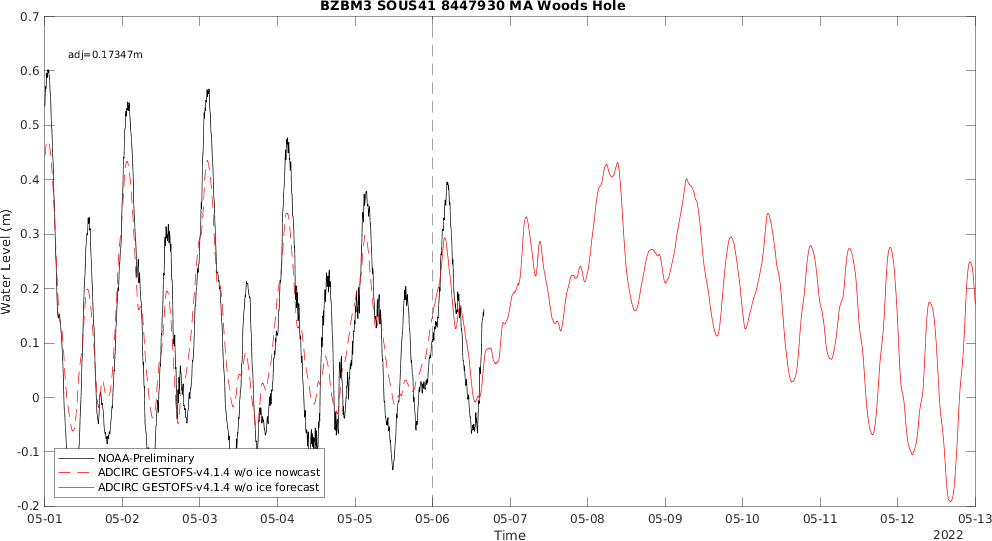 BZBM3 SOUS41 8447930 MA Woods Hole
adj=0.17347m
0.7
0.6
0.5
0.4
0.3
0.2
0.1
0
-0.1
-0.2
Water Level (m)
NOAA-Preliminary
ADCIRC GESTOFS-v4.1.4 w/o ice nowcast
ADCIRC GESTOFS-v4.1.4 w/o ice forecast
05-01 05-02 05-03 05-04 05-05 05-06 05-07 05-08 05-09 05-10 05-11 05-12 05-13
Time
2022